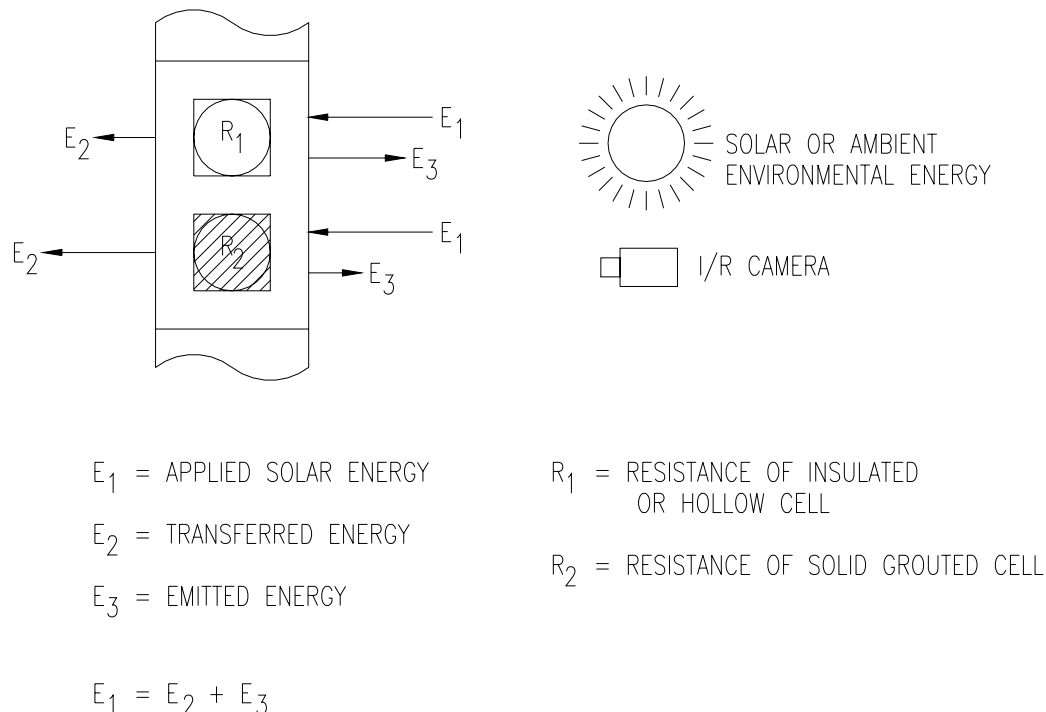 E₂
R₁
E₁
E₃
E₂
R₂
E₁
E₃
SOLAR OR AMBIENT
ENVIRONMENTAL ENERGY
I/R CAMERA
E₁ = APPLIED SOLAR ENERGY
E₂ = TRANSFERRED ENERGY
E₃ = EMITTED ENERGY
E₁ = E₂ + E₃
R₁ = RESISTANCE OF INSULATED
OR HOLLOW CELL
R₂ = RESISTANCE OF SOLID GROUTED CELL